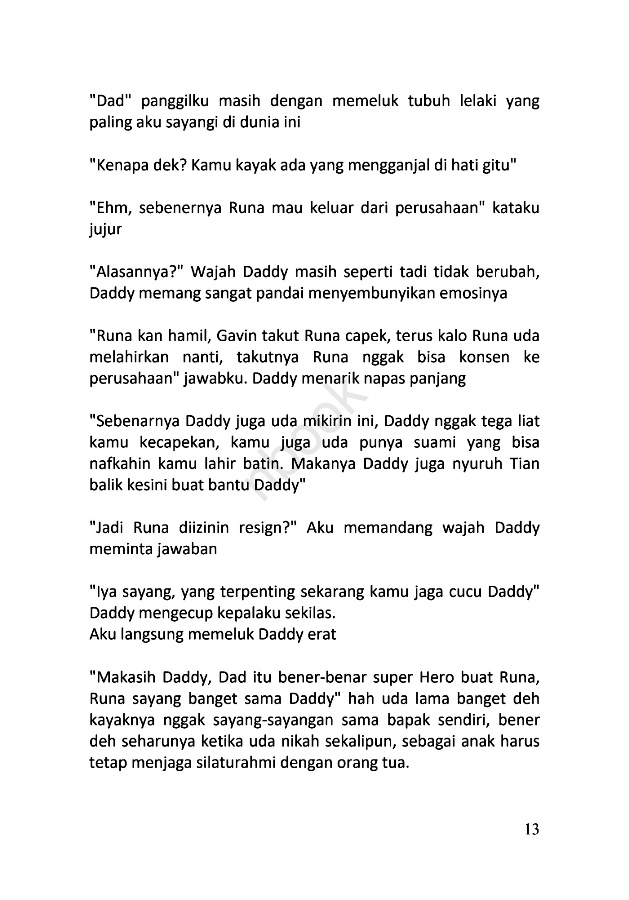 "Dad" panggilku masih dengan memeluk tubuh lelaki yang
paling aku sayangi di dunia ini
"Kenapa dek? Kamu kayak ada yang mengganjal di hati gitu"
"Ehm, sebenernya Runa mau keluar dari perusahaan" kataku
jujur
"Alasannya?" Wajah Daddy masih seperti tadi tidak berubah,
Daddy memang sangat pandai menyembunyikan emosinya
"Runa kan hamil, Gavin takut Runa capek, terus kalo Runa uda
melahirkan nanti, takutnya Runa nggak bisa konsen ke
perusahaan" jawabku. Daddy menarik napas panjang
"Sebenarnya Daddy juga uda mikirin ini, Daddy nggak tega liat
kamu kecapekan, kamu juga uda punya suami yang bisa
nafkahin kamu lahir batin. Makanya Daddy juga nyuruh Tian
balik kesini buat bantu Daddy"
"Jadi Runa diizinin resign?" Aku memandang wajah Daddy
meminta jawaban
"Iya sayang, yang terpenting sekarang kamu jaga cucu Daddy"
Daddy mengecup kepalaku sekilas.
Aku langsung memeluk Daddy erat
"Makasih Daddy, Dad itu bener-benar super Hero buat Runa,
Runa sayang banget sama Daddy" hah uda lama banget deh
kayaknya nggak sayang-sayangan sama bapak sendiri, bener
deh seharunya ketika uda nikah sekalipun, sebagai anak harus
tetap menjaga silaturahmi dengan orang tua.
13